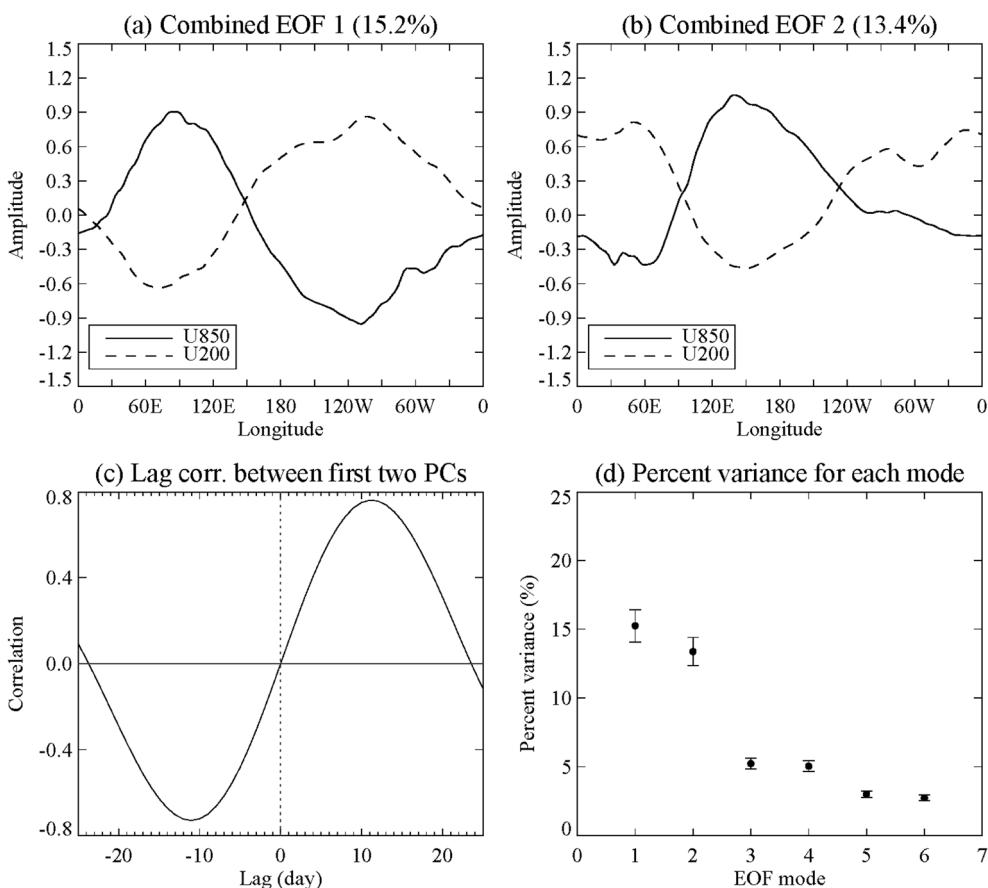 (a) Combined EOF 1 (15.2%)
1.5
1.2
0.9
0.6
0.3
0.0
-0.3
-0.6
-0.9
-1.2
-1.5
Amplitude
U850
U200
0 60E 120E 180 120W 60W 0
Longitude
(b) Combined EOF 2 (13.4%)
1.5
1.2
0.9
0.6
0.3
0.0
-0.3
-0.6
-0.9
-1.2
-1.5
Amplitude
U850
U200
0 60E 120E 180 120W 60W 0
Longitude
(c) Lag corr. between first two PCs
0.8
0.4
0.0
-0.4
-0.8
Correlation
-20 -10 0 10 20
Lag (day)
(d) Percent variance for each mode
25
20
15
10
5
0
Percent variance (%)
0 1 2 3 4 5 6 7
EOF mode